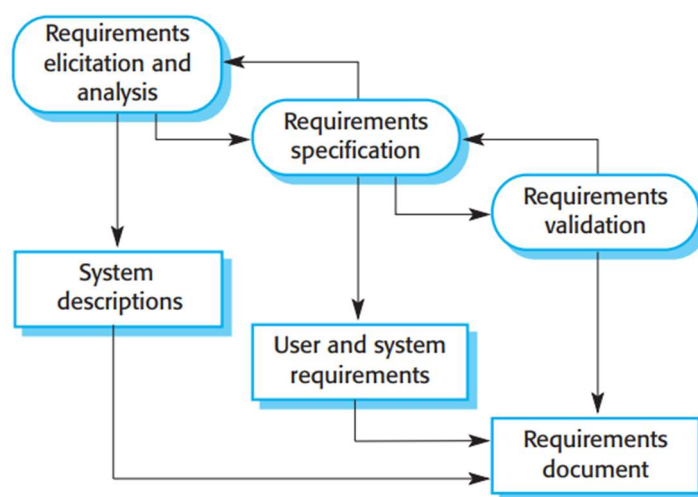 Requirements
elicitation and
analysis
Requirements
specification
Requirements
validation
System
descriptions
User and system
requirements
Requirements
document